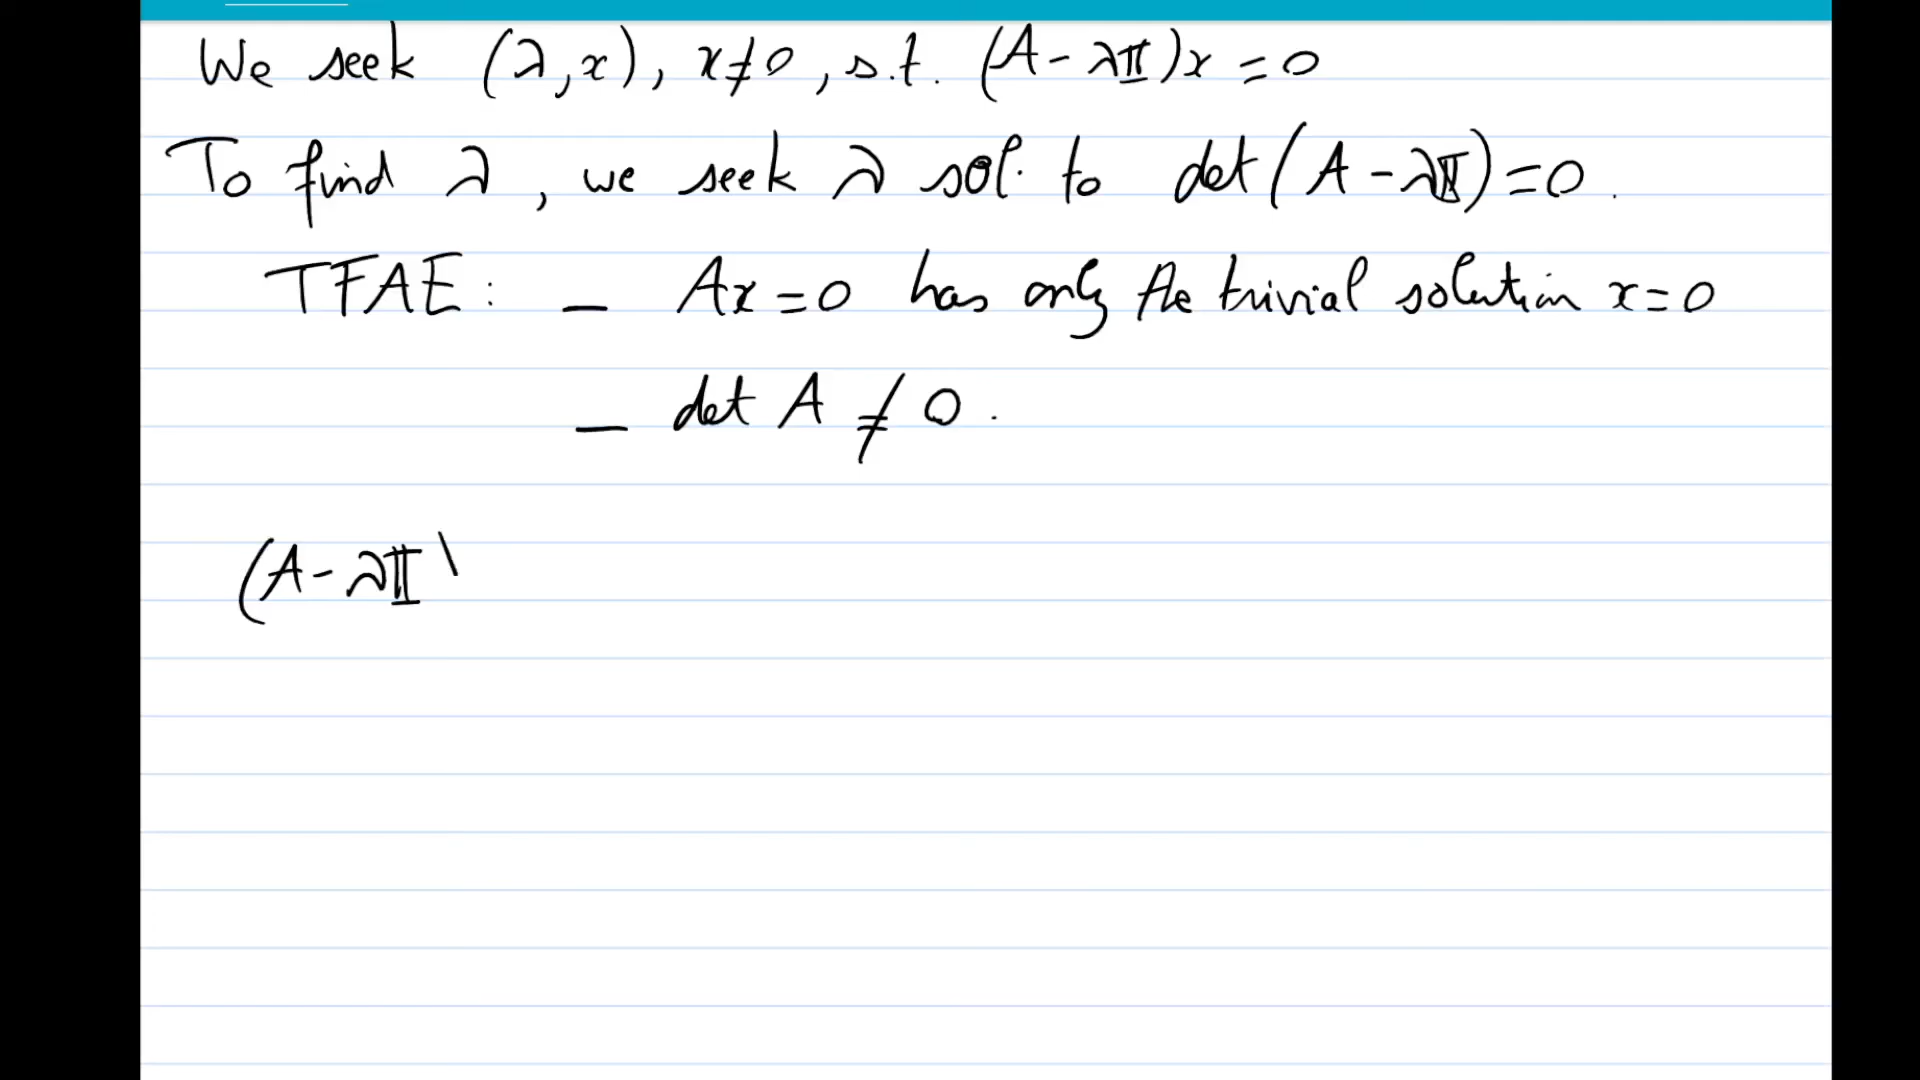 We seek (λ,x), x≠0, s.t. (A-λ𝕀)x=0
To find λ, we seek λ sol. to det(A-λ𝕀)=0.
TFAE: – Ax=0 has only the trivial solution x=0
– det A ≠ 0.
(A-λ𝕀\